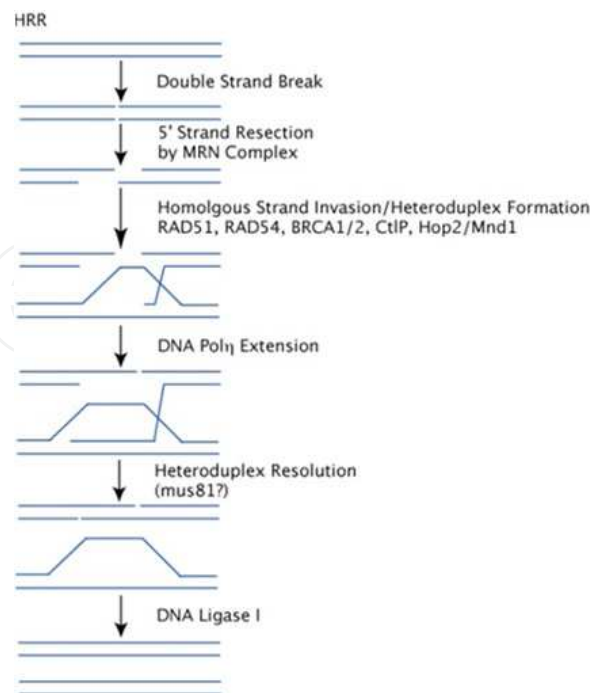 HRR
Double Strand Break
5' Strand Resection
by MRN Complex
Homolgous Strand Invasion/Heteroduplex Formation
RAD51, RAD54, BRCA1/2, CtIP, Hop2/Mnd1
DNA Polη Extension
Heteroduplex Resolution
(mus81?)
DNA Ligase I